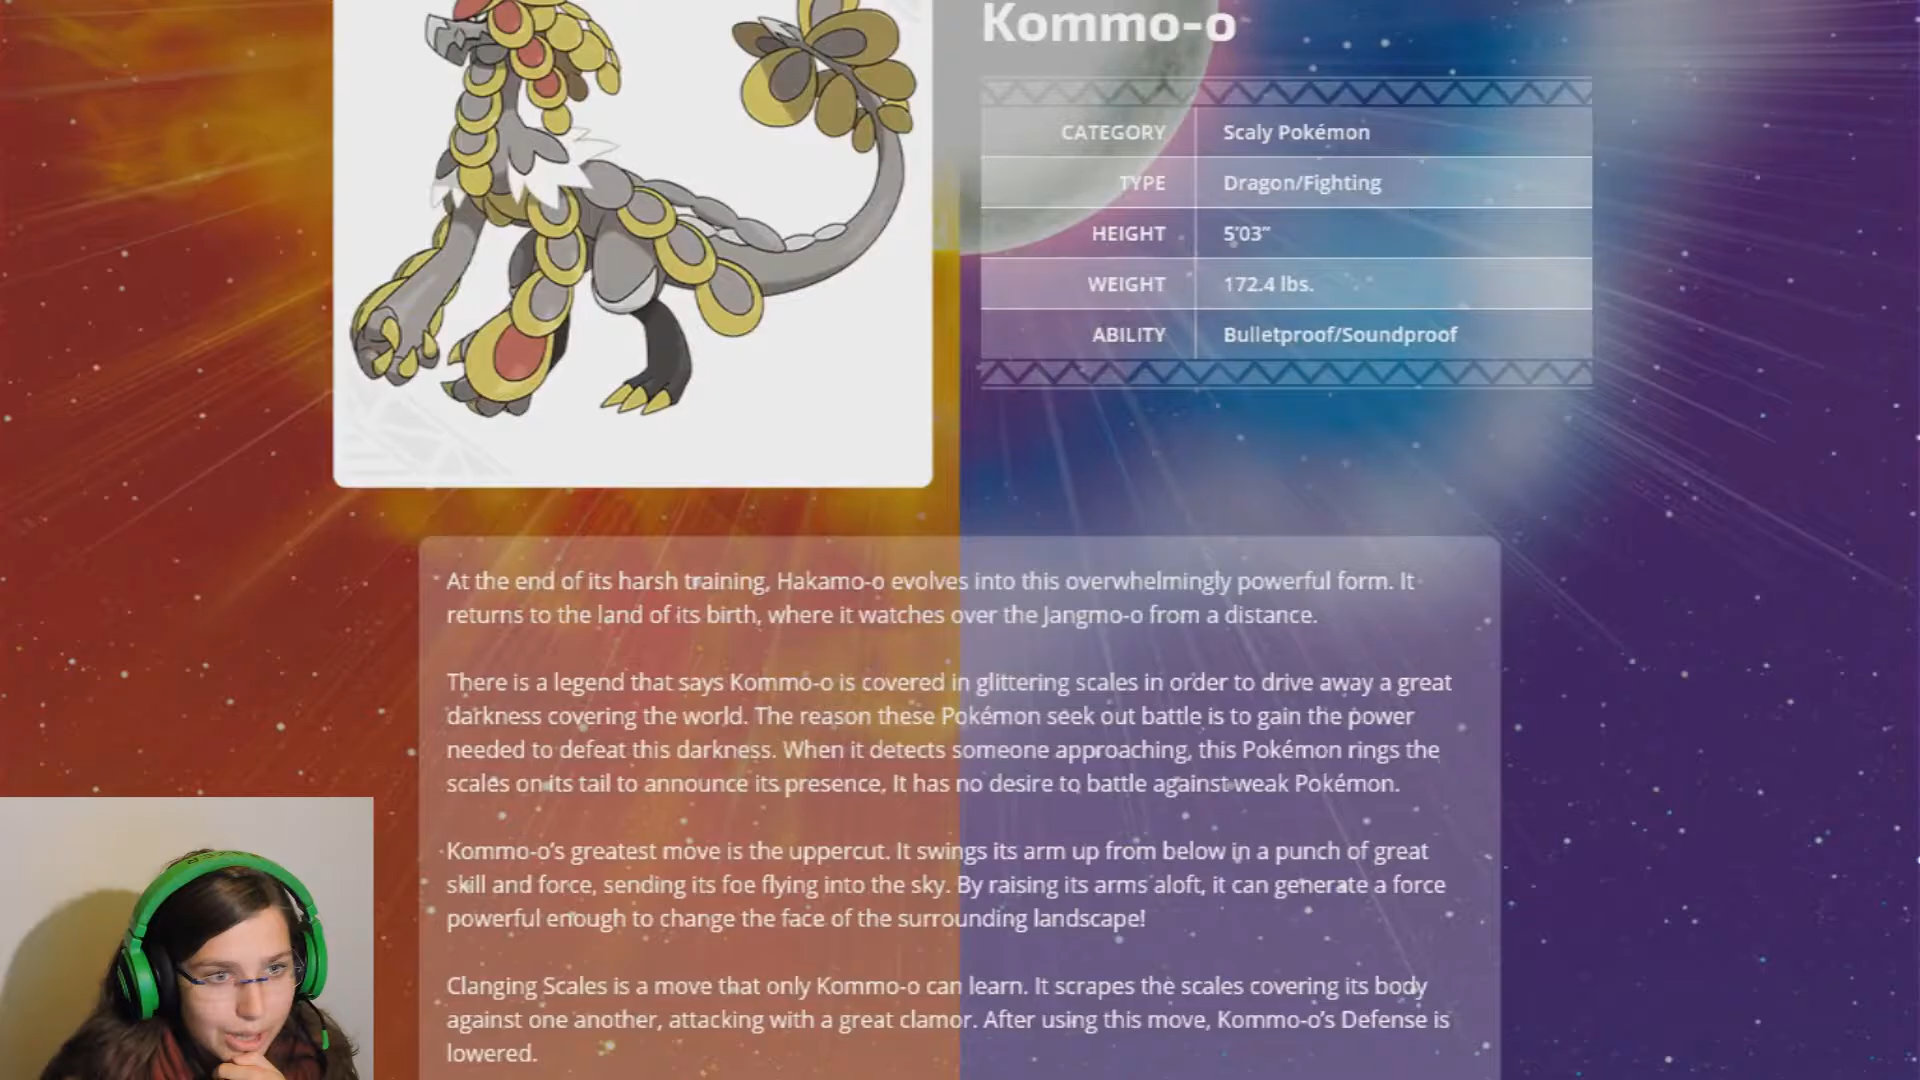 Kommo-o
CATEGORY Scaly Pokémon
TYPE Dragon/Fighting
HEIGHT 5'03”
WEIGHT 172.4 lbs.
ABILITY Bulletproof/Soundproof
At the end of its harsh training, Hakamo-o evolves into this overwhelmingly powerful form. It
returns to the land of its birth, where it watches over the Jangmo-o from a distance.
There is a legend that says Kommo-o is covered in glittering scales in order to drive away a great
darkness covering the world. The reason these Pokémon seek out battle is to gain the power
needed to defeat this darkness. When it detects someone approaching, this Pokémon rings the
scales on its tail to announce its presence. It has no desire to battle against weak Pokémon.
Kommo-o’s greatest move is the uppercut. It swings its arm up from below in a punch of great
skill and force, sending its foe flying into the sky. By raising its arms aloft, it can generate a force
powerful enough to change the face of the surrounding landscape!
Clanging Scales is a move that only Kommo-o can learn. It scrapes the scales covering its body
against one another, attacking with a great clamor. After using this move, Kommo-o’s Defense is
lowered.